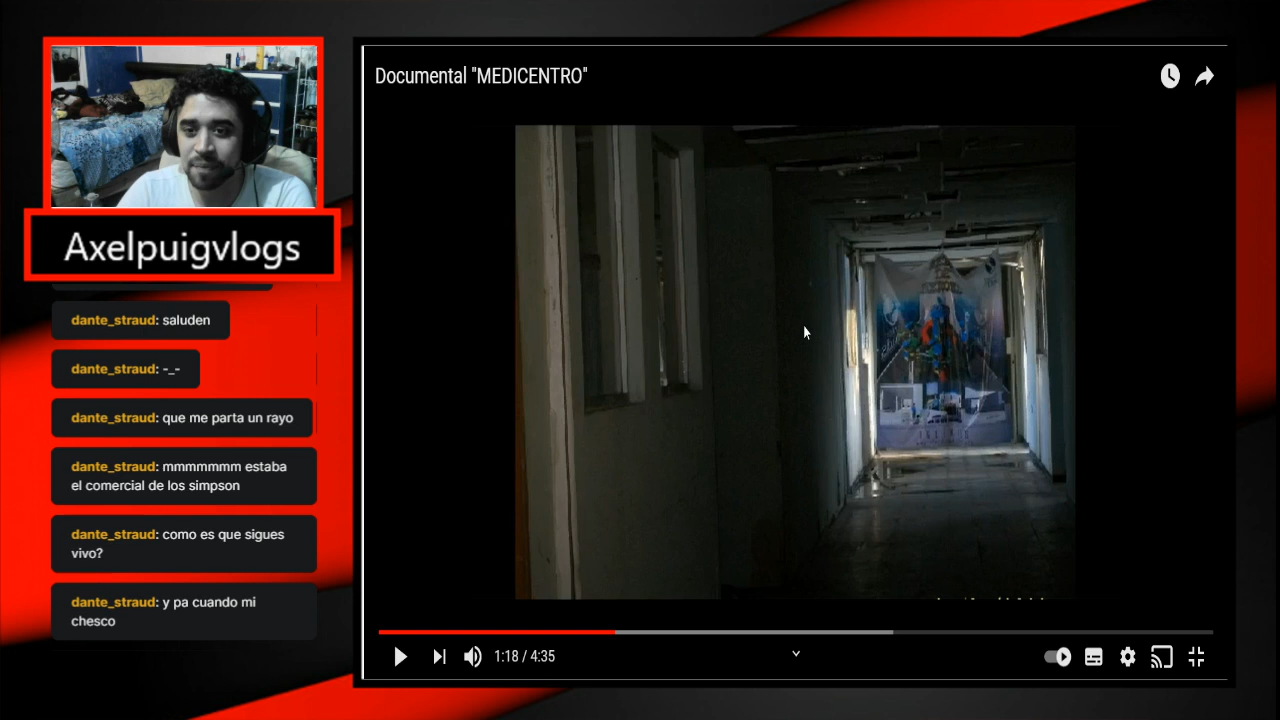 Documental "MEDICENTRO"
Axelpuigvlogs
dante_straud: saluden
dante_straud: -_-
dante_straud: que me parta un rayo
dante_straud: mmmmmmm estaba
el comercial de los simpson
dante_straud: como es que sigues
vivo?
dante_straud: y pa cuando mi
chesco
1:18 / 4:35